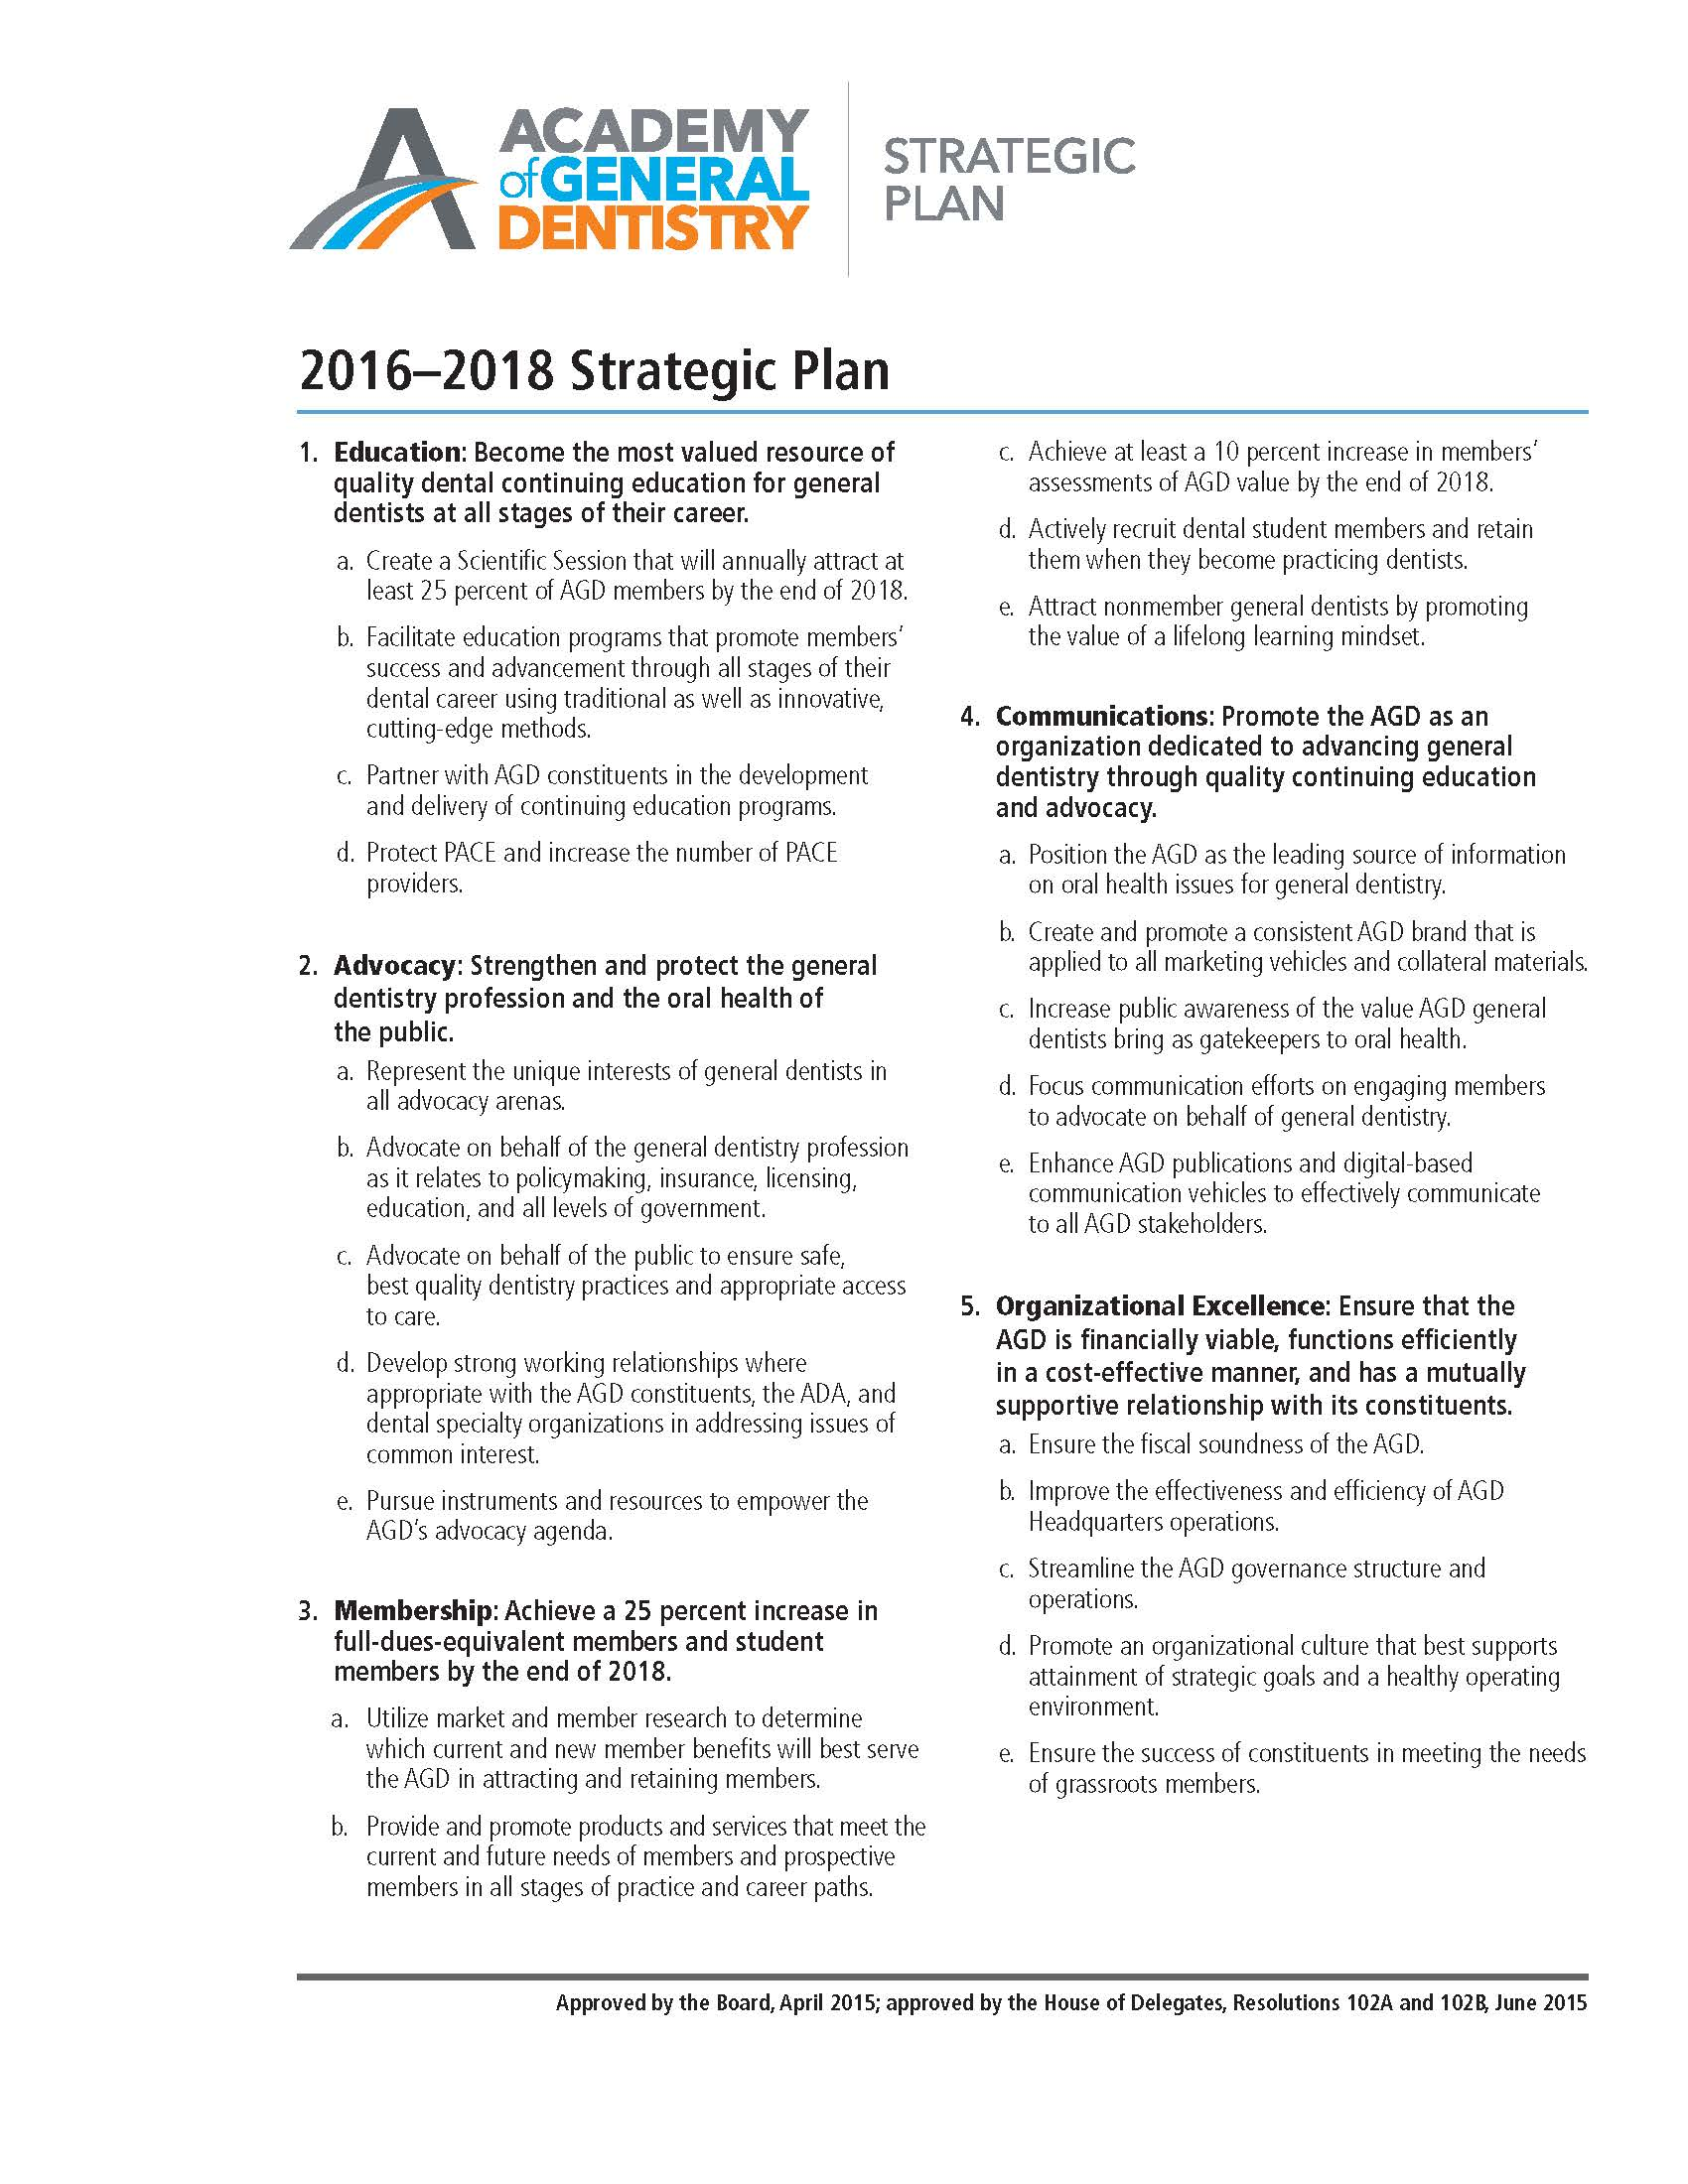 ACADEMY
of GENERAL
DENTISTRY
STRATEGIC
PLAN
2016–2018 Strategic Plan
1. Education: Become the most valued resource of
quality dental continuing education for general
dentists at all stages of their career.
a. Create a Scientific Session that will annually attract at
least 25 percent of AGD members by the end of 2018.
b. Facilitate education programs that promote members’
success and advancement through all stages of their
dental career using traditional as well as innovative,
cutting-edge methods.
c. Partner with AGD constituents in the development
and delivery of continuing education programs.
d. Protect PACE and increase the number of PACE
providers.
2. Advocacy: Strengthen and protect the general
dentistry profession and the oral health of
the public.
a. Represent the unique interests of general dentists in
all advocacy arenas.
b. Advocate on behalf of the general dentistry profession
as it relates to policymaking, insurance, licensing,
education, and all levels of government.
c. Advocate on behalf of the public to ensure safe,
best quality dentistry practices and appropriate access
to care.
d. Develop strong working relationships where
appropriate with the AGD constituents, the ADA, and
dental specialty organizations in addressing issues of
common interest.
e. Pursue instruments and resources to empower the
AGD’s advocacy agenda.
3. Membership: Achieve a 25 percent increase in
full-dues-equivalent members and student
members by the end of 2018.
a. Utilize market and member research to determine
which current and new member benefits will best serve
the AGD in attracting and retaining members.
b. Provide and promote products and services that meet the
current and future needs of members and prospective
members in all stages of practice and career paths.
c. Achieve at least a 10 percent increase in members’
assessments of AGD value by the end of 2018.
d. Actively recruit dental student members and retain
them when they become practicing dentists.
e. Attract nonmember general dentists by promoting
the value of a lifelong learning mindset.
4. Communications: Promote the AGD as an
organization dedicated to advancing general
dentistry through quality continuing education
and advocacy.
a. Position the AGD as the leading source of information
on oral health issues for general dentistry.
b. Create and promote a consistent AGD brand that is
applied to all marketing vehicles and collateral materials.
c. Increase public awareness of the value AGD general
dentists bring as gatekeepers to oral health.
d. Focus communication efforts on engaging members
to advocate on behalf of general dentistry.
e. Enhance AGD publications and digital-based
communication vehicles to effectively communicate
to all AGD stakeholders.
5. Organizational Excellence: Ensure that the
AGD is financially viable, functions efficiently
in a cost-effective manner, and has a mutually
supportive relationship with its constituents.
a. Ensure the fiscal soundness of the AGD.
b. Improve the effectiveness and efficiency of AGD
Headquarters operations.
c. Streamline the AGD governance structure and
operations.
d. Promote an organizational culture that best supports
attainment of strategic goals and a healthy operating
environment.
e. Ensure the success of constituents in meeting the needs
of grassroots members.
Approved by the Board, April 2015; approved by the House of Delegates, Resolutions 102A and 102B, June 2015